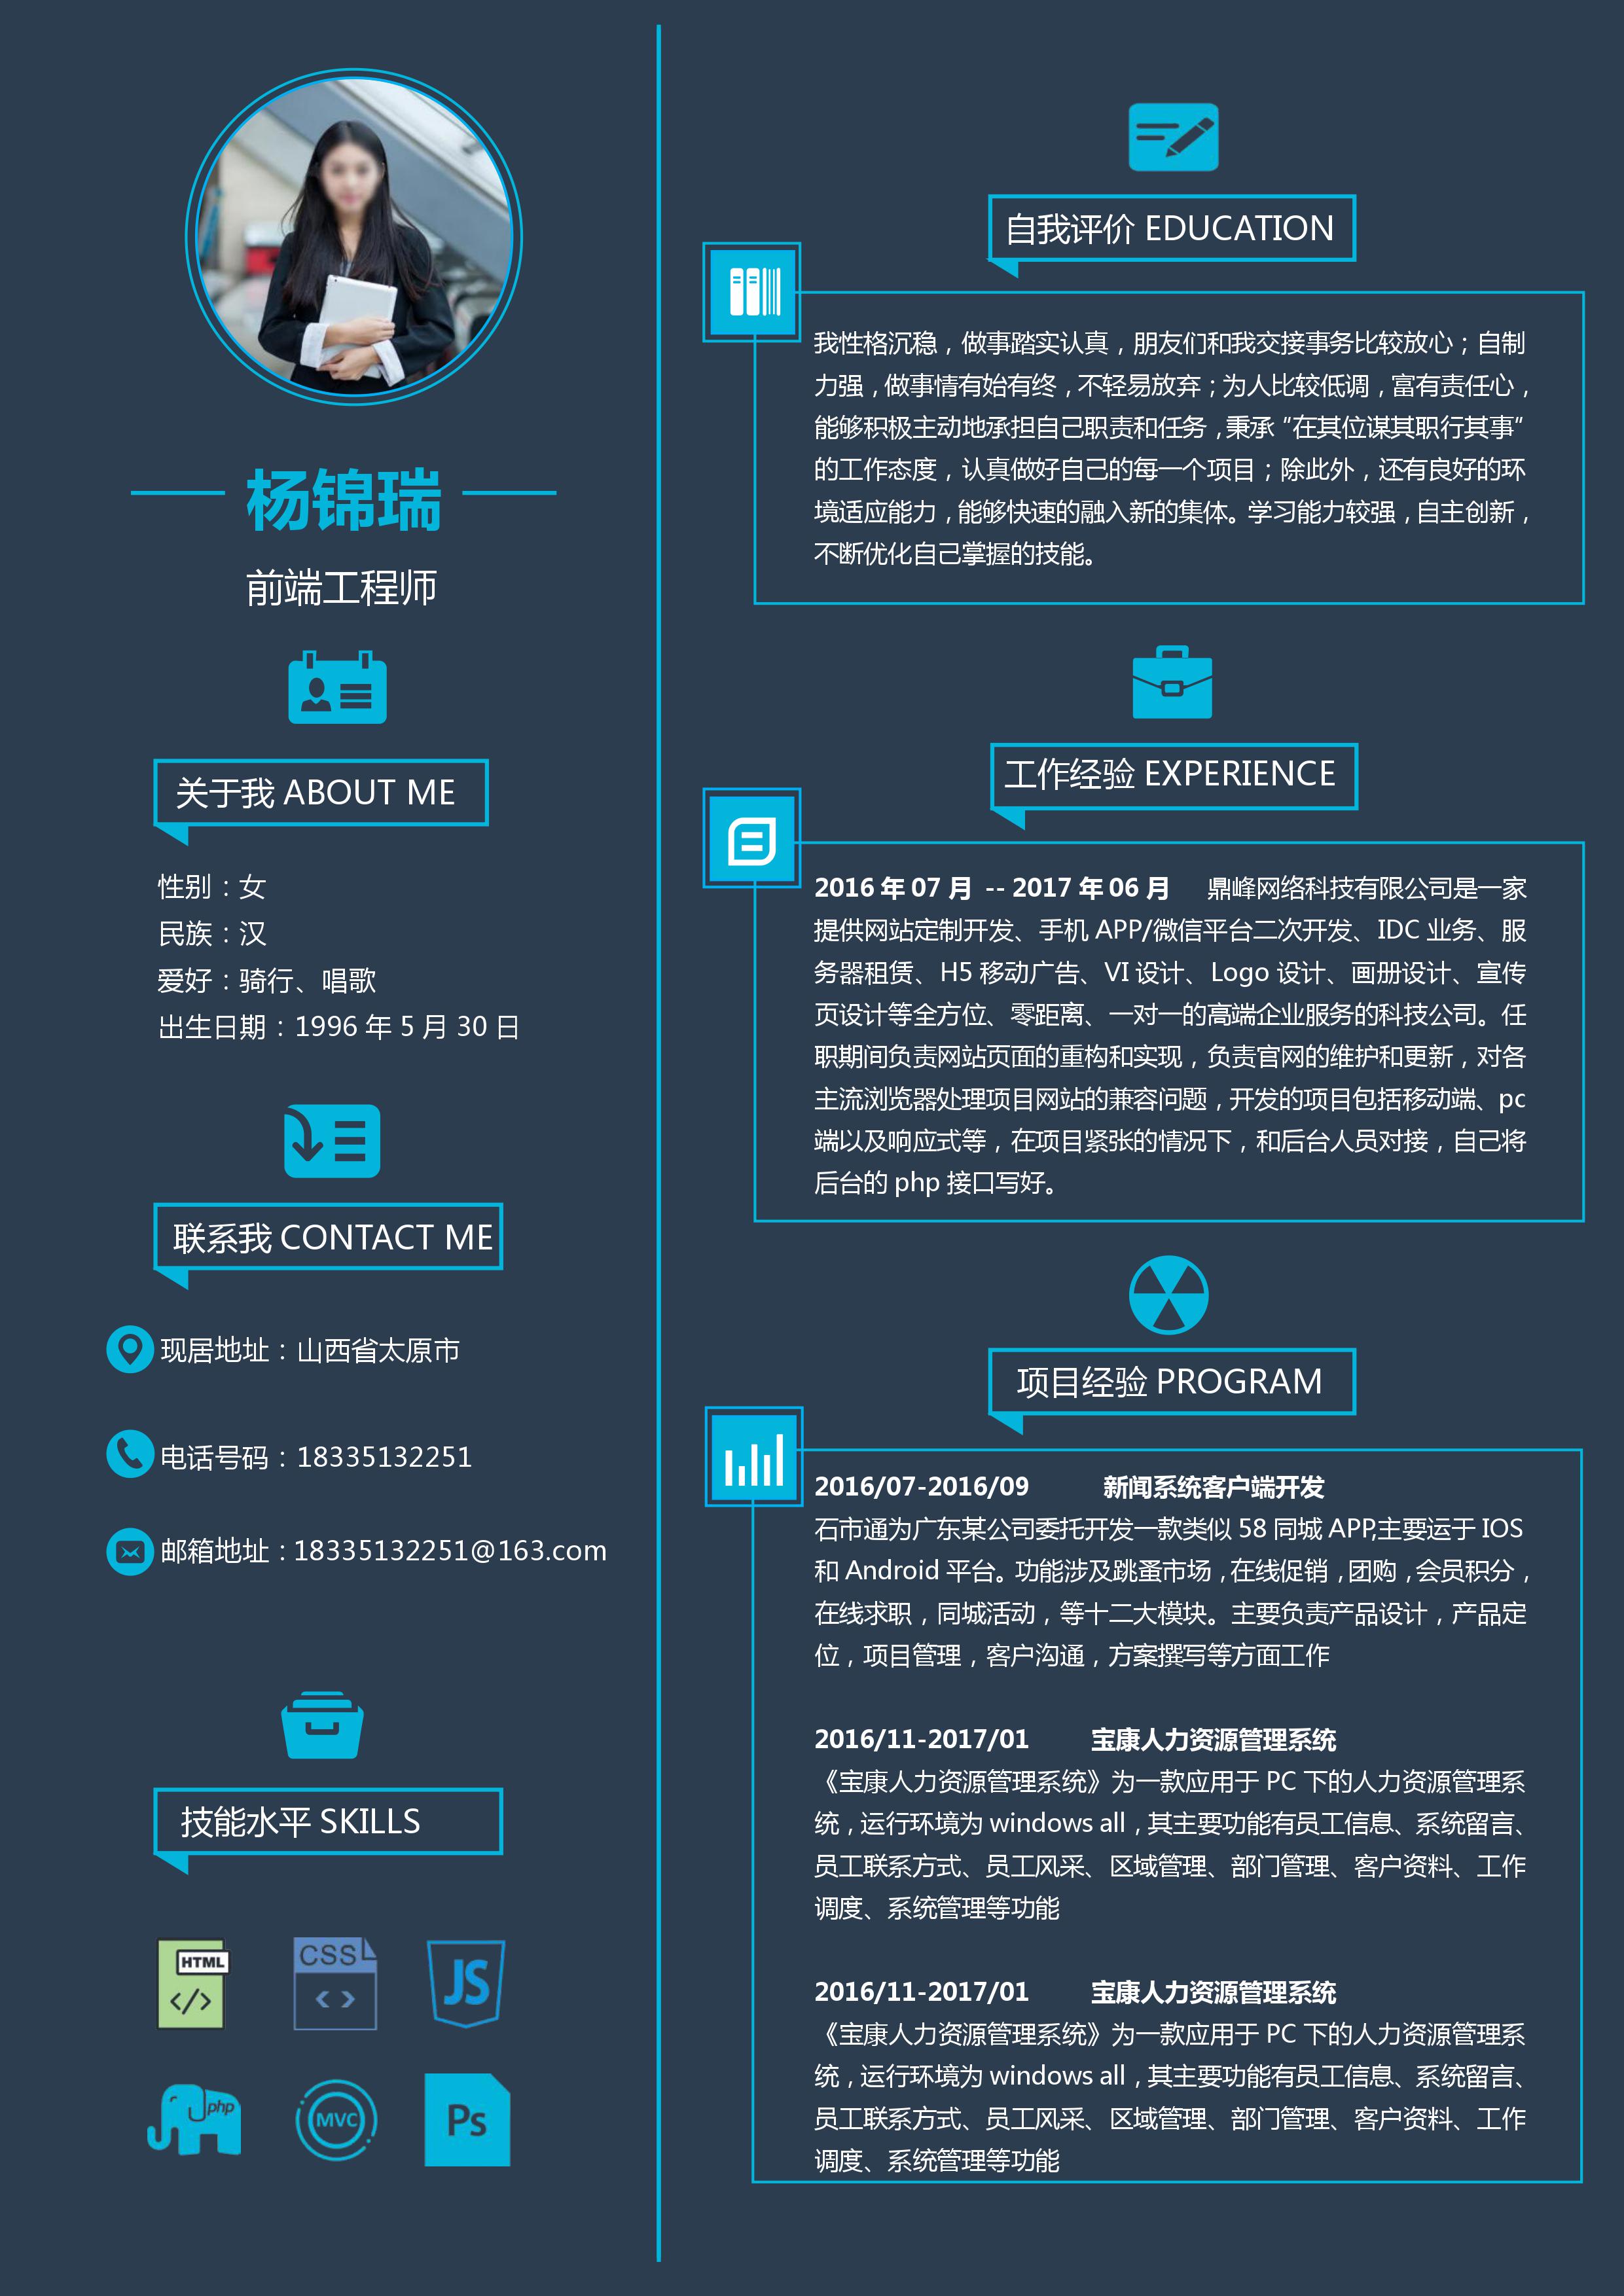 杨锦瑞
前端工程师
关于我 ABOUT ME
性别：女
民族：汉
爱好：骑行、唱歌
出生日期：1996 年 5 月 30 日
联系我 CONTACT ME
现居地址：山西省太原市
电话号码：18335132251
邮箱地址：18335132251@163.com
技能水平 SKILLS
HTML
</>
CSS
< >
JS
php
MVC
Ps
自我评价 EDUCATION
我性格沉稳，做事踏实认真，朋友们和我交接事务比较放心；自制
力强，做事情有始有终，不轻易放弃；为人比较低调，富有责任心，
能够积极主动地承担自己职责和任务，秉承 “在其位谋其职行其事”
的工作态度，认真做好自己的每一个项目；除此外，还有良好的环
境适应能力，能够快速的融入新的集体。学习能力较强，自主创新，
不断优化自己掌握的技能。
工作经验 EXPERIENCE
2016 年 07 月 -- 2017 年 06 月 鼎峰网络科技有限公司是一家
提供网站定制开发、手机 APP/微信平台二次开发、IDC 业务、服
务器租赁、H5 移动广告、VI 设计、Logo 设计、画册设计、宣传
页设计等全方位、零距离、一对一的高端企业服务的科技公司。任
职期间负责网站页面的重构和实现，负责官网的维护和更新，对各
主流浏览器处理项目网站的兼容问题，开发的项目包括移动端、pc
端以及响应式等，在项目紧张的情况下，和后台人员对接，自己将
后台的 php 接口写好。
项目经验 PROGRAM
2016/07-2016/09 新闻系统客户端开发
石市通为广东某公司委托开发一款类似 58 同城 APP,主要运于 IOS
和 Android 平台。功能涉及跳蚤市场，在线促销，团购，会员积分，
在线求职，同城活动，等十二大模块。主要负责产品设计，产品定
位，项目管理，客户沟通，方案撰写等方面工作
2016/11-2017/01 宝康人力资源管理系统
《宝康人力资源管理系统》为一款应用于 PC 下的人力资源管理系
统，运行环境为 windows all，其主要功能有员工信息、系统留言、
员工联系方式、员工风采、区域管理、部门管理、客户资料、工作
调度、系统管理等功能
2016/11-2017/01 宝康人力资源管理系统
《宝康人力资源管理系统》为一款应用于 PC 下的人力资源管理系
统，运行环境为 windows all，其主要功能有员工信息、系统留言、
员工联系方式、员工风采、区域管理、部门管理、客户资料、工作
调度、系统管理等功能